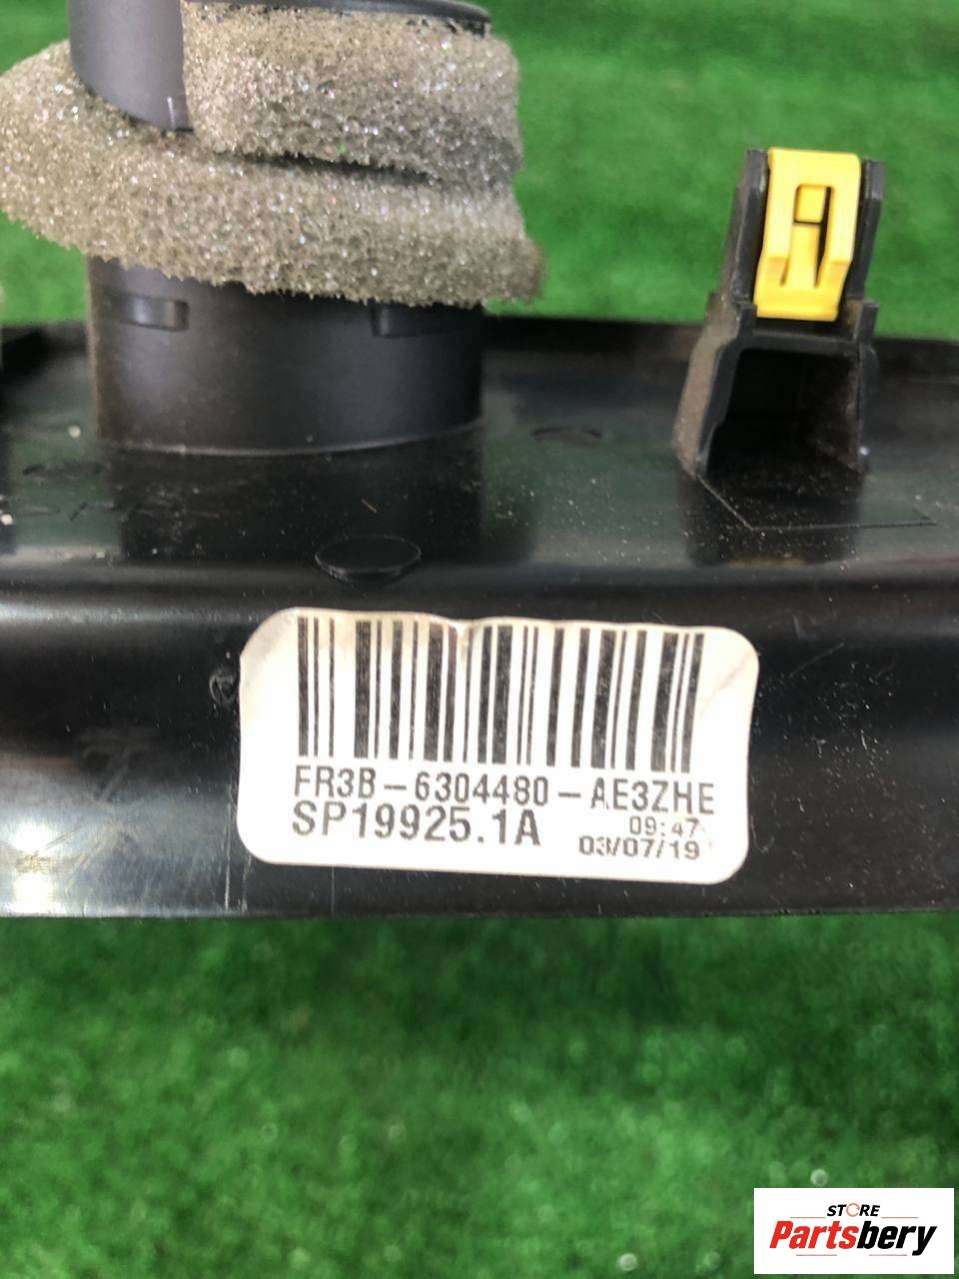 FR3B-6304480-AE3ZHE
SP19925.1A
09:47
03/07/19
STORE
Partsbery